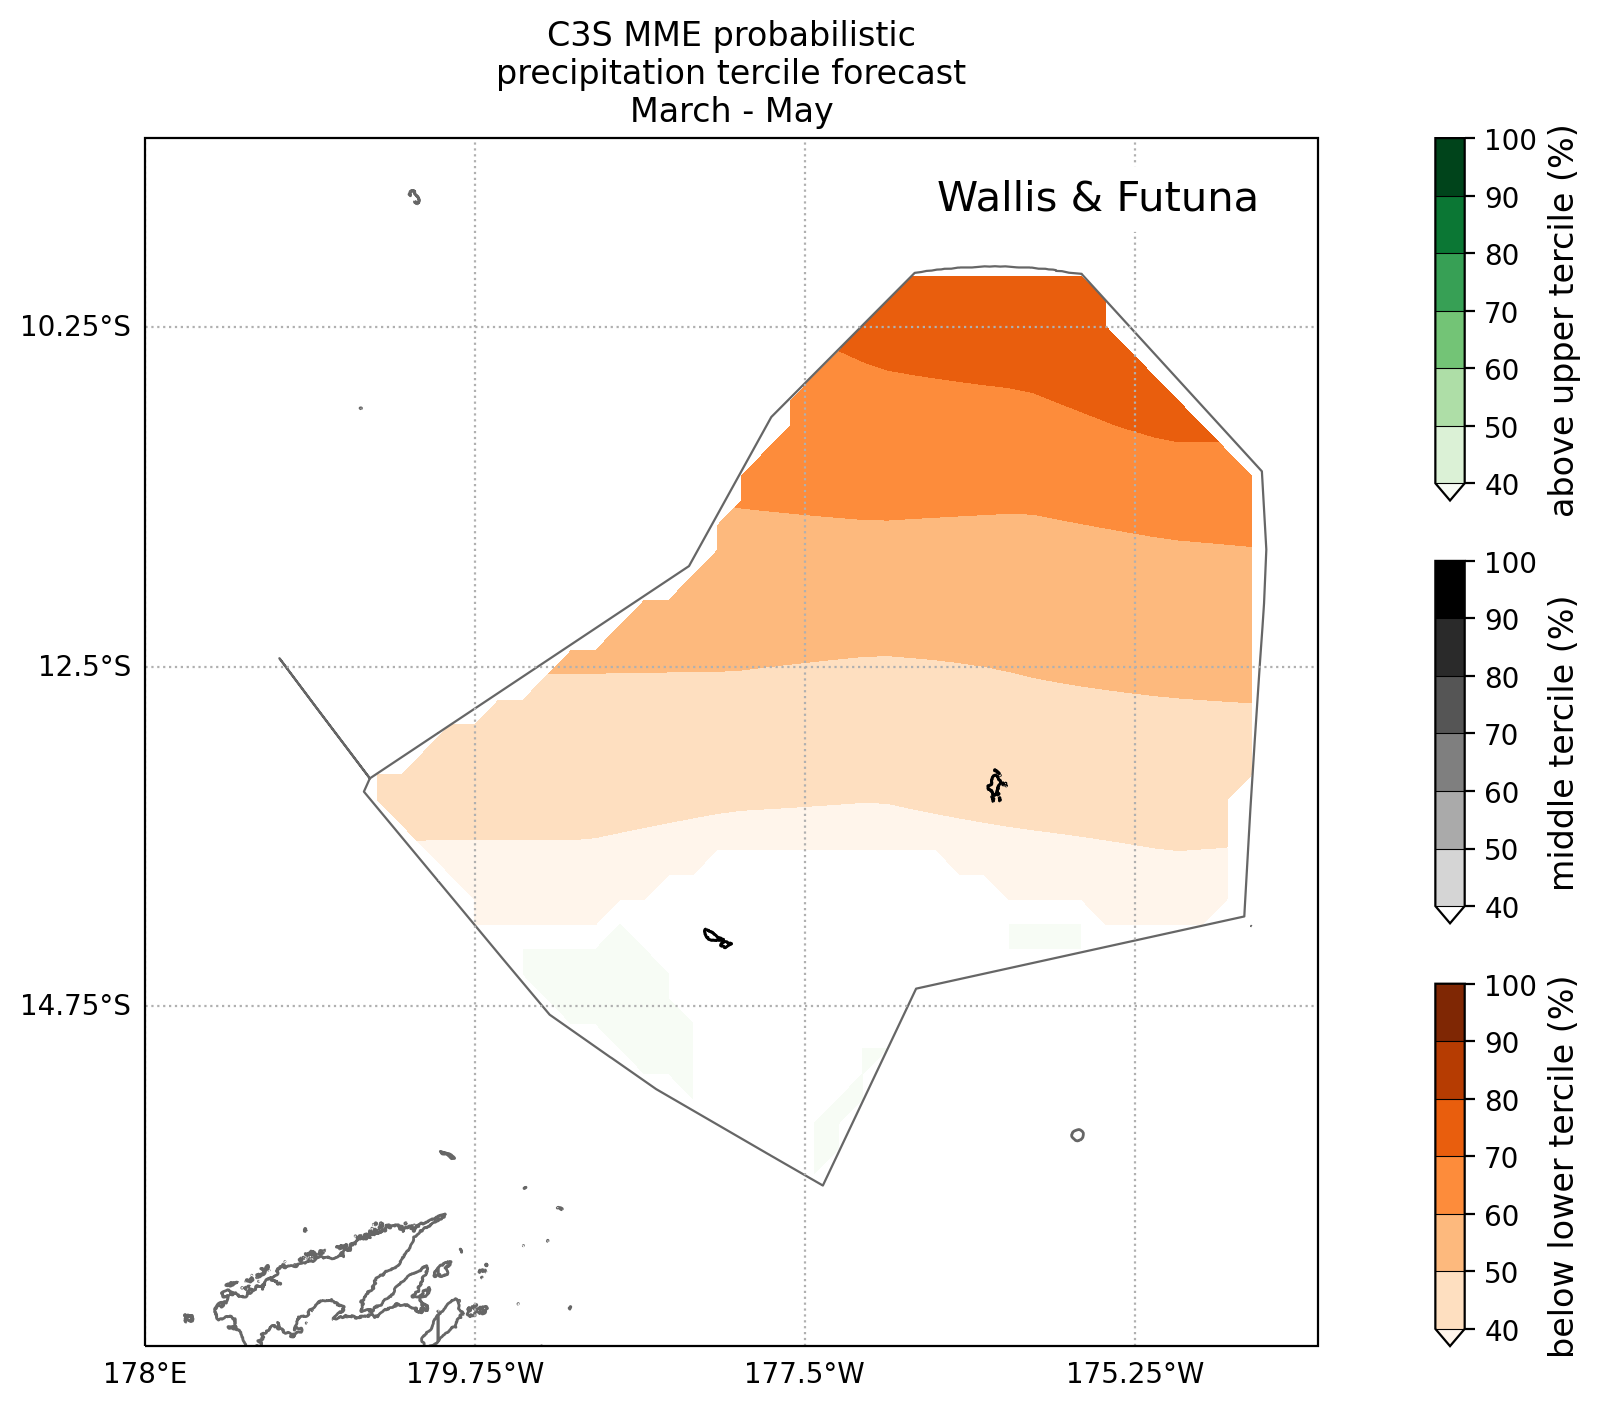 C3S MME probabilistic
precipitation tercile forecast
March - May
Wallis & Futuna
10.25°S
12.5°S
14.75°S
178°E
179.75°W
177.5°W
175.25°W
100
90
80
70
60
50
40
above upper tercile (%)
100
90
80
70
60
50
40
middle tercile (%)
100
90
80
70
60
50
40
below lower tercile (%)